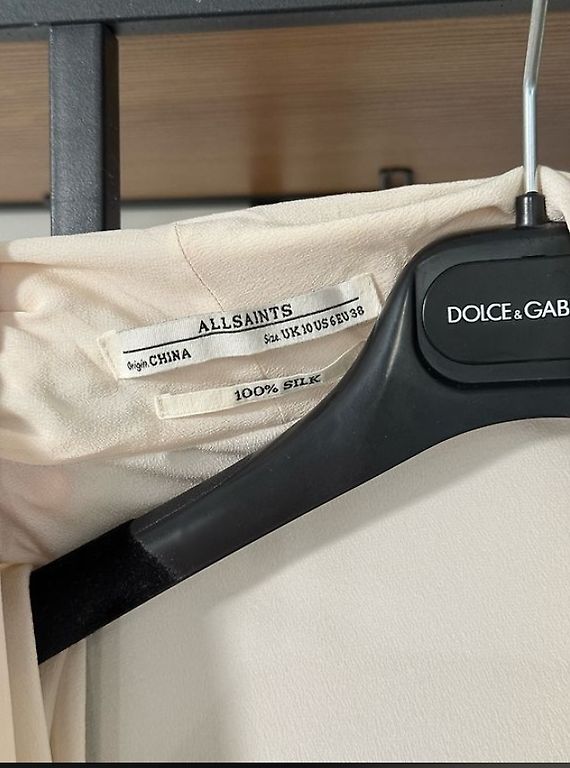 ALLSAINTS
Origin. CHINA Size. UK 10 US 6 EU 38
100% SILK
DOLCE & GAB